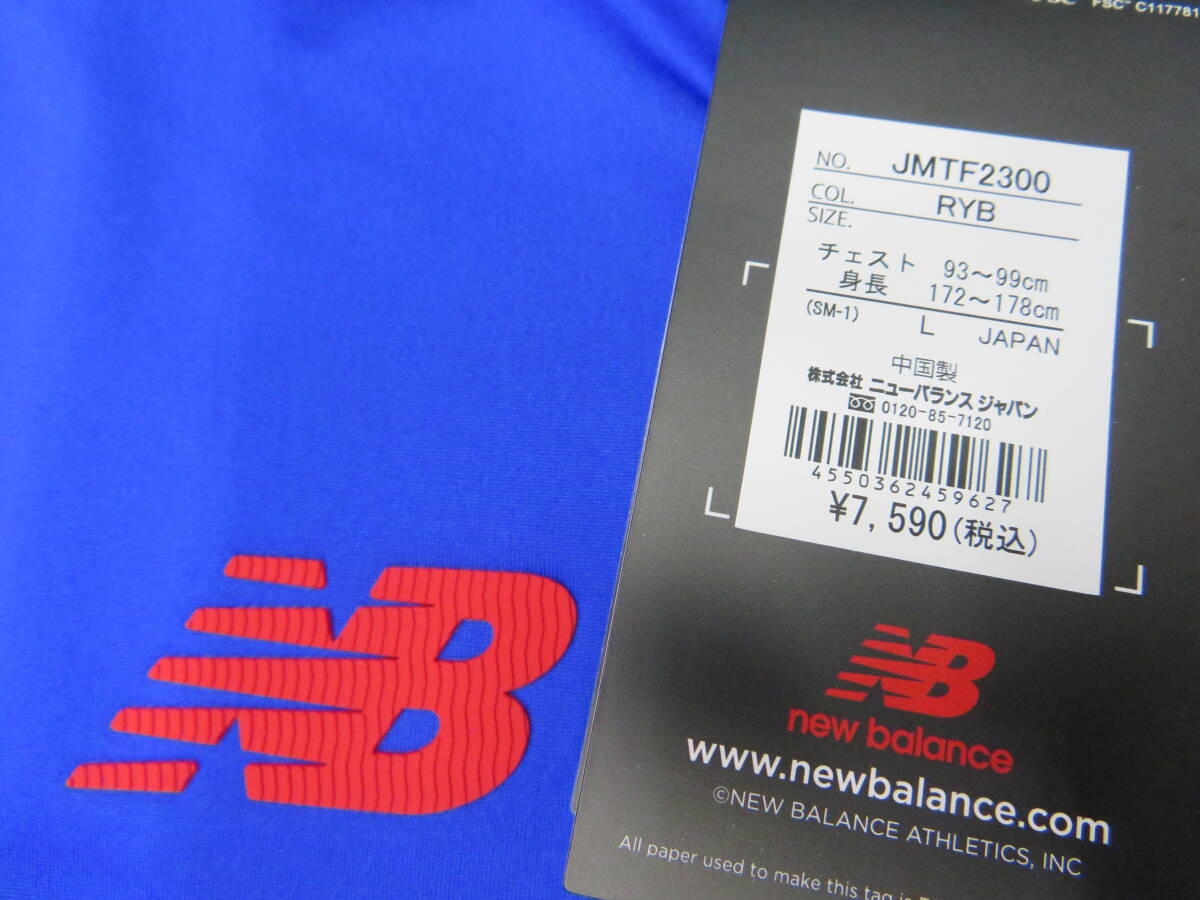 FSC™ C117781
NO. JMTF2300
COL. RYB
SIZE.
チェスト 93～99cm
身長 172～178cm
(SM-1) L JAPAN
中国製
株式会社 ニューバランス ジャパン
0120-85-7120
4550362459627
¥7,590(税込)
NB
NB
new balance
www.newbalance.com
©NEW BALANCE ATHLETICS, INC
All paper used to make this tag is